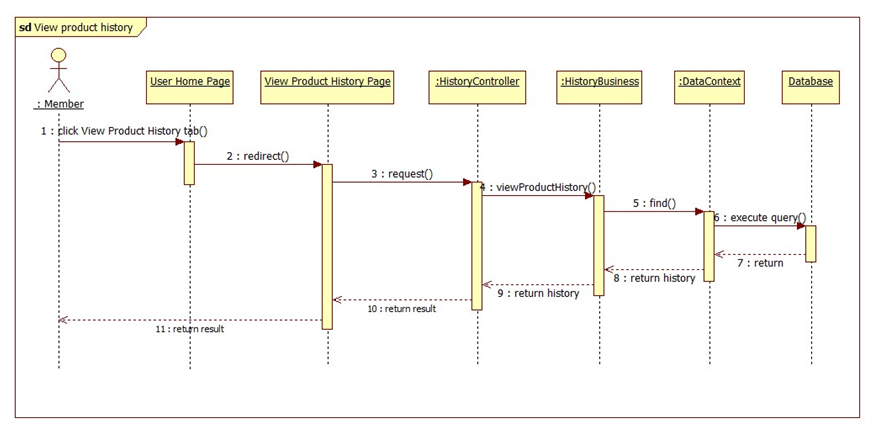 sd View product history
: Member
User Home Page
View Product History Page
:HistoryController
:HistoryBusiness
:DataContext
Database
1 : click View Product History tab()
2 : redirect()
3 : request()
4 : viewProductHistory()
5 : find()
6 : execute query()
7 : return
8 : return history
9 : return history
10 : return result
11 : return result